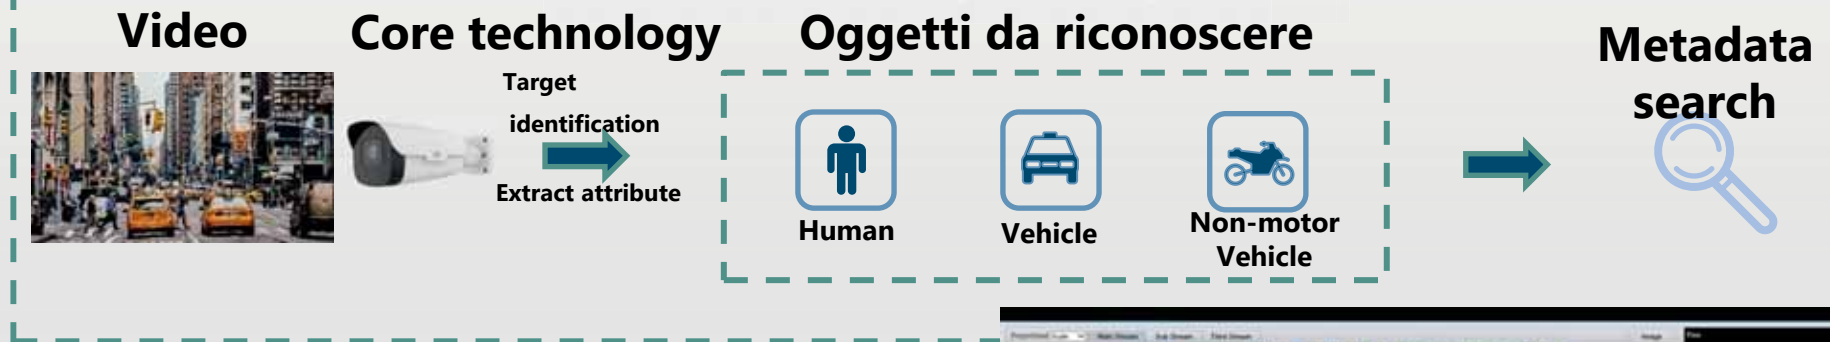 Video
Core technology
Oggetti da riconoscere
Metadata
search
Target
identification
Extract attribute
Human
Vehicle
Non-motor
Vehicle